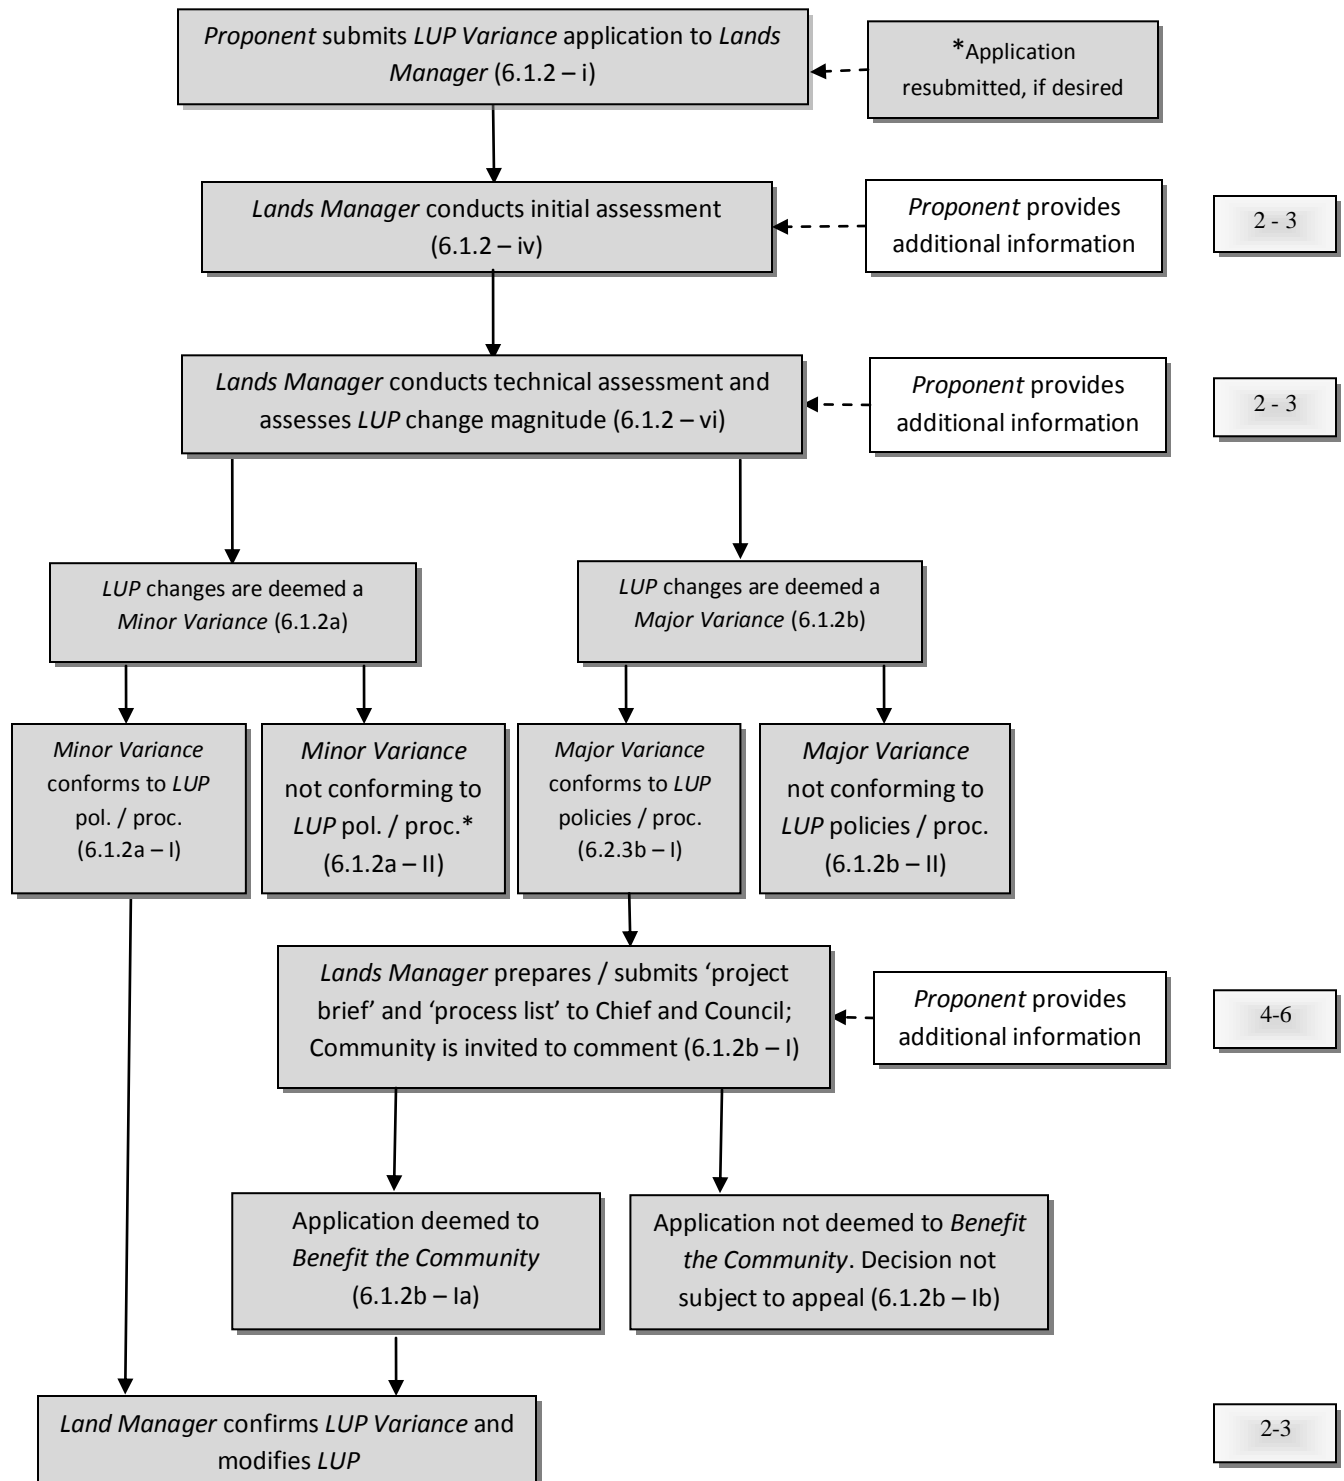 Proponent submits LUP Variance application to Lands
Manager (6.1.2 – i)
*Application
resubmitted, if desired
Lands Manager conducts initial assessment
(6.1.2 – iv)
Proponent provides
additional information
2 - 3
Lands Manager conducts technical assessment and
assesses LUP change magnitude (6.1.2 – vi)
Proponent provides
additional information
2 - 3
LUP changes are deemed a
Minor Variance (6.1.2a)
LUP changes are deemed a
Major Variance (6.1.2b)
Minor Variance
conforms to LUP
pol. / proc.
(6.1.2a – I)
Minor Variance
not conforming to
LUP pol. / proc.*
(6.1.2a – II)
Major Variance
conforms to LUP
policies / proc.
(6.2.3b – I)
Major Variance
not conforming to
LUP policies / proc.
(6.1.2b – II)
Lands Manager prepares / submits ‘project
brief’ and ‘process list’ to Chief and Council;
Community is invited to comment (6.1.2b – I)
Proponent provides
additional information
4-6
Application deemed to
Benefit the Community
(6.1.2b – Ia)
Application not deemed to Benefit
the Community. Decision not
subject to appeal (6.1.2b – Ib)
Land Manager confirms LUP Variance and
modifies LUP
2-3